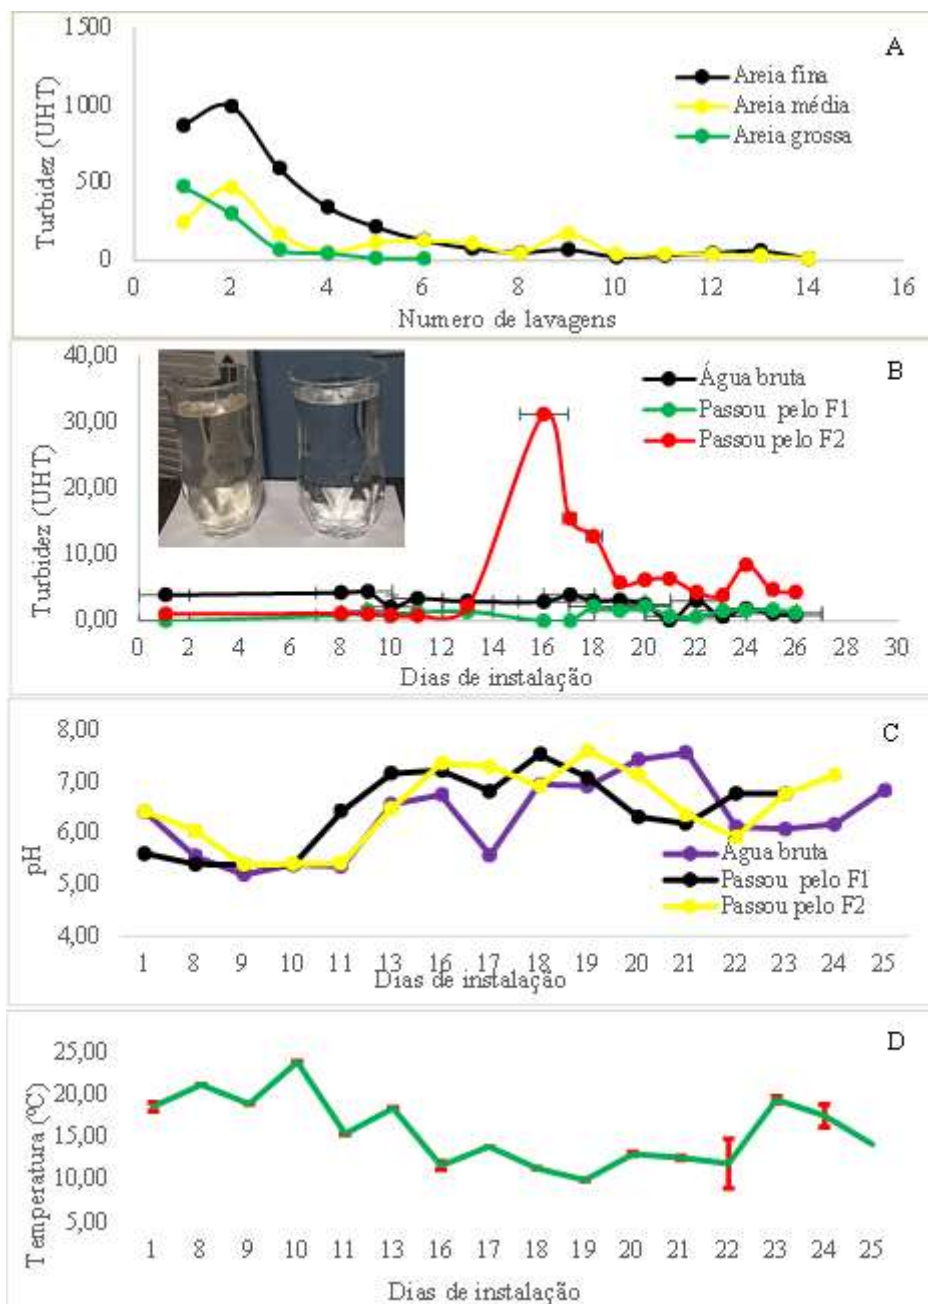 1500
A
Areia fina
1000
Areia média
Turbidez (UHT)
Areia grossa
500
0
0 2 4 6 8 10 12 14 16
Numero de lavagens
40,00
B
Água bruta
30,00
Passou pelo F1
Turbidez (UHT)
Passou pelo F2
20,00
10,00
0,00
0 2 4 6 8 10 12 14 16 18 20 22 24 26 28 30
Dias de instalação
8,00
C
7,00
pH
6,00
Agua bruta
5,00
Passou pelo F1
Passou pelo F2
4,00
1 8 9 10 11 13 16 17 18 19 20 21 22 23 24 25
Dias de instalação
D
25,00
20,00
Temperatura (ºC)
15,00
10,00
5,00
1 8 9 10 11 13 16 17 18 19 20 21 22 23 24 25
Dias de instalação